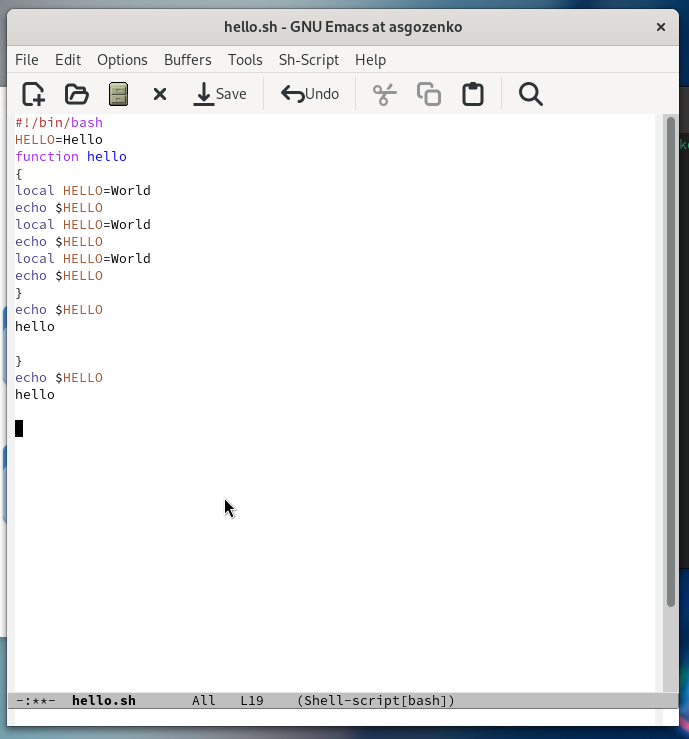 hello.sh - GNU Emacs at asgozenko
File Edit Options Buffers Tools Sh-Script Help
Save Undo
#!/bin/bash
HELLO=Hello
function hello
{
local HELLO=World
echo $HELLO
local HELLO=World
echo $HELLO
local HELLO=World
echo $HELLO
}
echo $HELLO
hello
}
echo $HELLO
hello
-:**- hello.sh All L19 (Shell-script[bash])